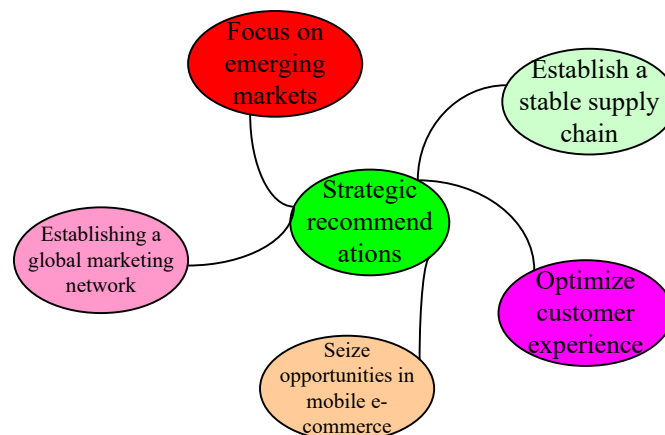 Focus on
emerging
markets
Establish a
stable supply
chain
Strategic
recommend
ations
Establishing a
global marketing
network
Optimize
customer
experience
Seize
opportunities in
mobile e-
commerce